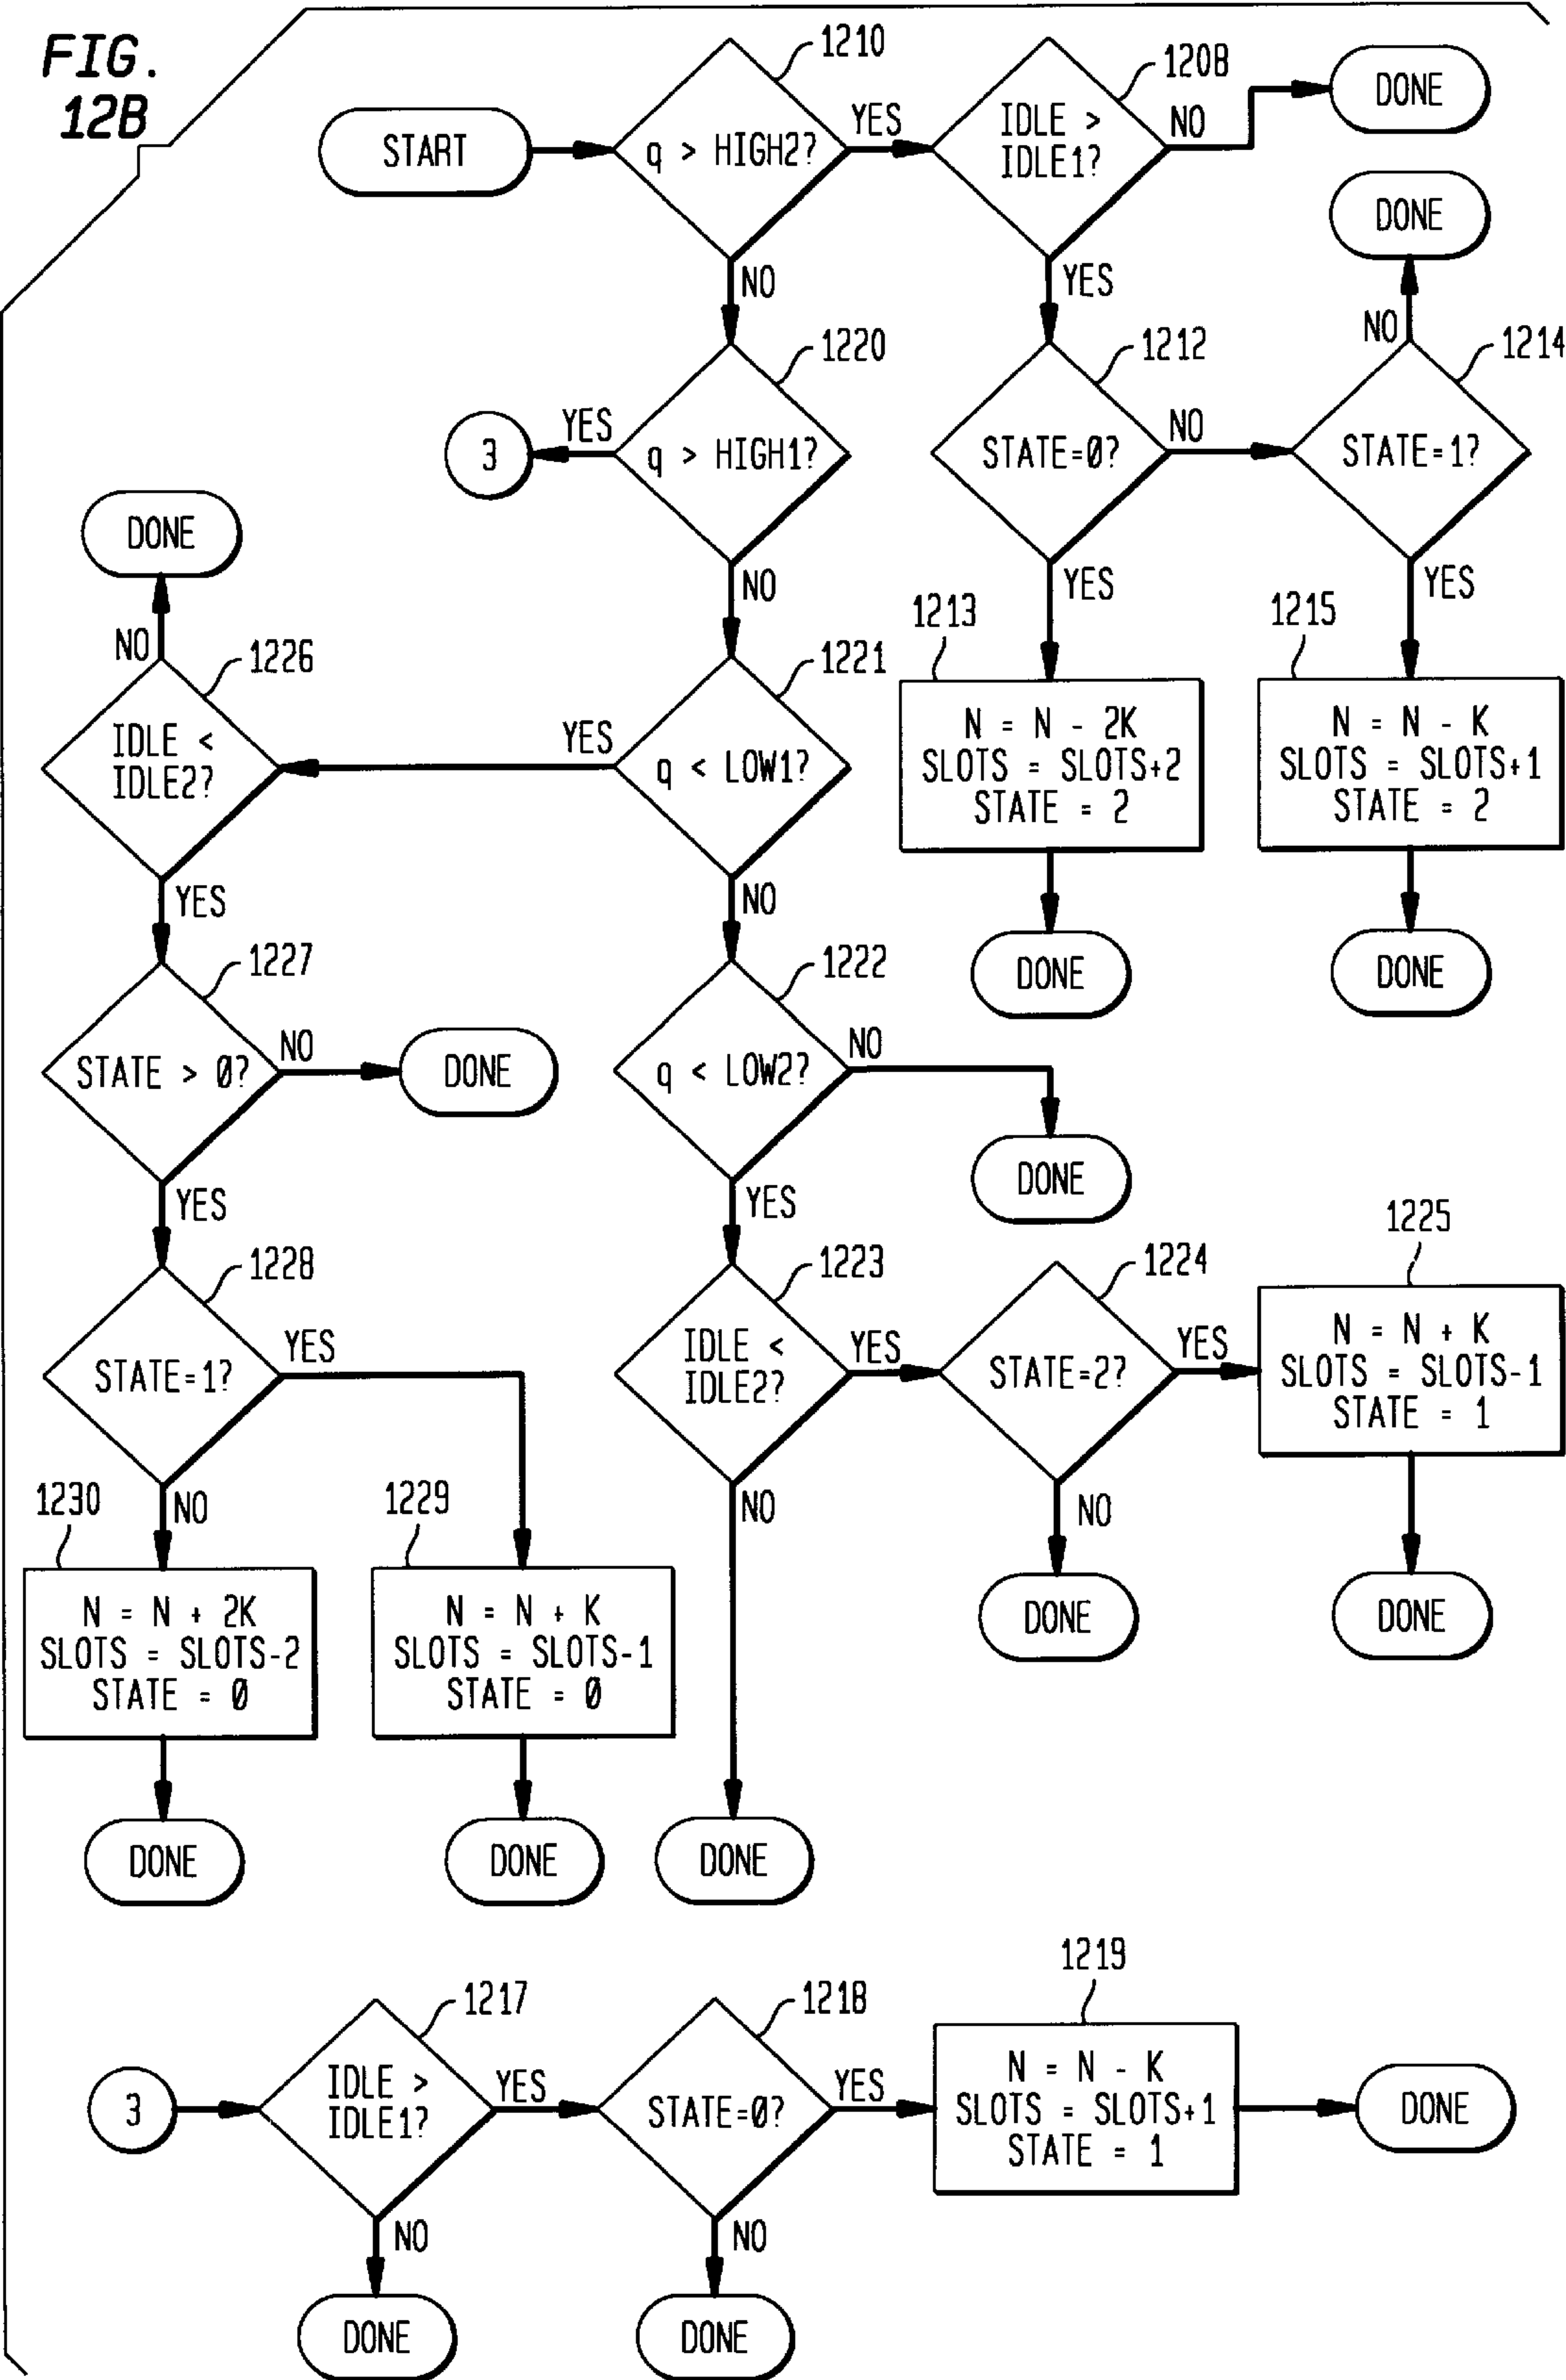 FIG.
12B
1210
1208
START
q > HIGH2?
YES
IDLE >
IDLE1?
NO
DONE
DONE
NO
YES
NO
1220
1212
1214
3
YES
q > HIGH1?
STATE=0?
NO
STATE=1?
DONE
NO
YES
YES
NO
1226
1221
1213
1215
IDLE <
IDLE2?
YES
q < LOW1?
N = N - 2K
SLOTS = SLOTS+2
STATE = 2
N = N - K
SLOTS = SLOTS+1
STATE = 2
YES
NO
DONE
DONE
1227
1222
STATE > 0?
NO
DONE
q < LOW2?
NO
DONE
YES
YES
1228
1223
1224
1225
STATE=1?
YES
IDLE <
IDLE2?
YES
STATE=2?
YES
N = N + K
SLOTS = SLOTS-1
STATE = 1
NO
NO
NO
1230
1229
N = N + 2K
SLOTS = SLOTS-2
STATE = 0
N = N + K
SLOTS = SLOTS-1
STATE = 0
DONE
DONE
DONE
DONE
DONE
1217
1218
1219
3
IDLE >
IDLE1?
YES
STATE=0?
YES
N = N - K
SLOTS = SLOTS+1
STATE = 1
DONE
NO
NO
DONE
DONE